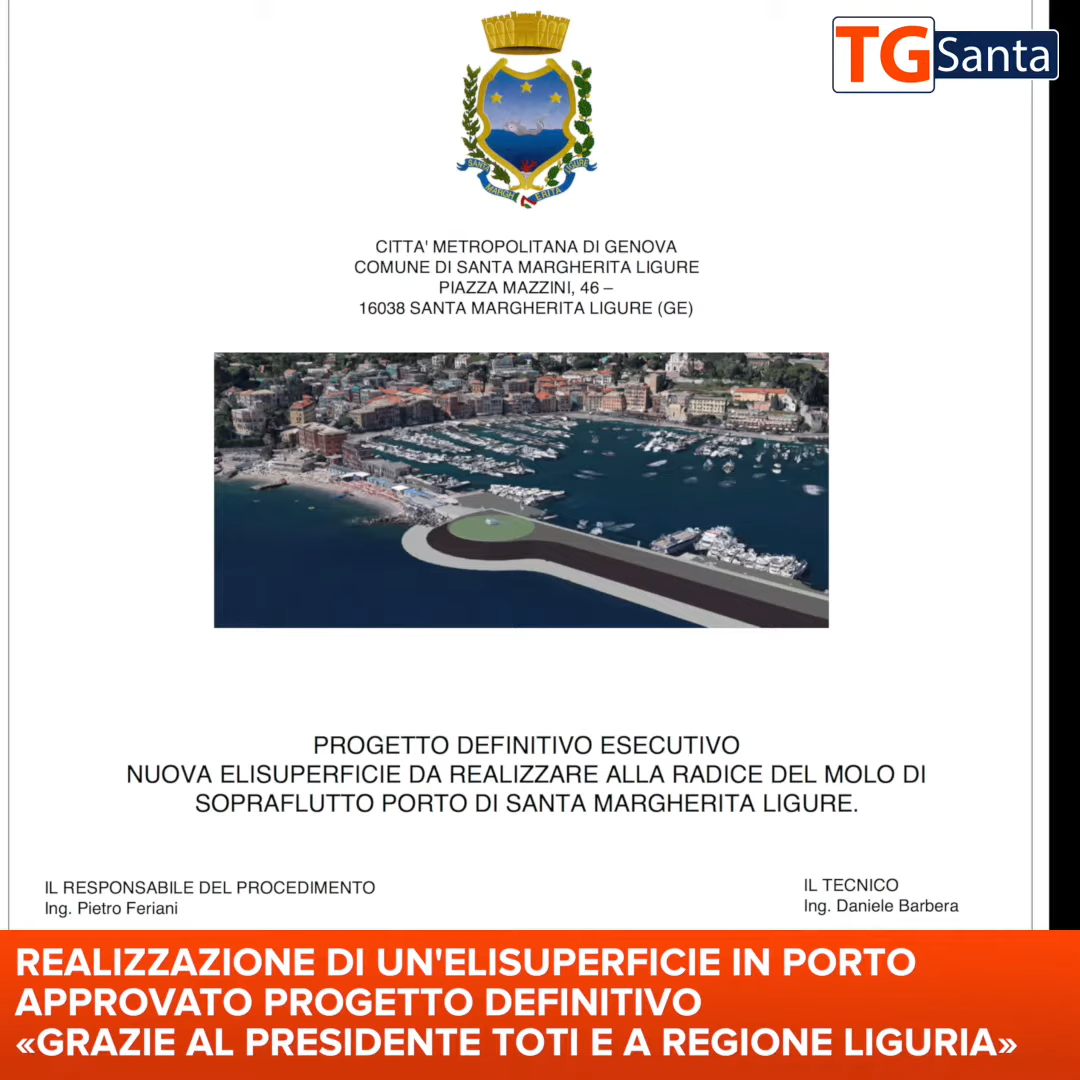 TGSanta
SANTA MARGHERITA LIGURE
CITTA' METROPOLITANA DI GENOVA
COMUNE DI SANTA MARGHERITA LIGURE
PIAZZA MAZZINI, 46 –
16038 SANTA MARGHERITA LIGURE (GE)
PROGETTO DEFINITIVO ESECUTIVO
NUOVA ELISUPERFICIE DA REALIZZARE ALLA RADICE DEL MOLO DI
SOPRAFLUTTO PORTO DI SANTA MARGHERITA LIGURE.
IL RESPONSABILE DEL PROCEDIMENTO
Ing. Pietro Feriani
IL TECNICO
Ing. Daniele Barbera
REALIZZAZIONE DI UN'ELISUPERFICIE IN PORTO
APPROVATO PROGETTO DEFINITIVO
«GRAZIE AL PRESIDENTE TOTI E A REGIONE LIGURIA»